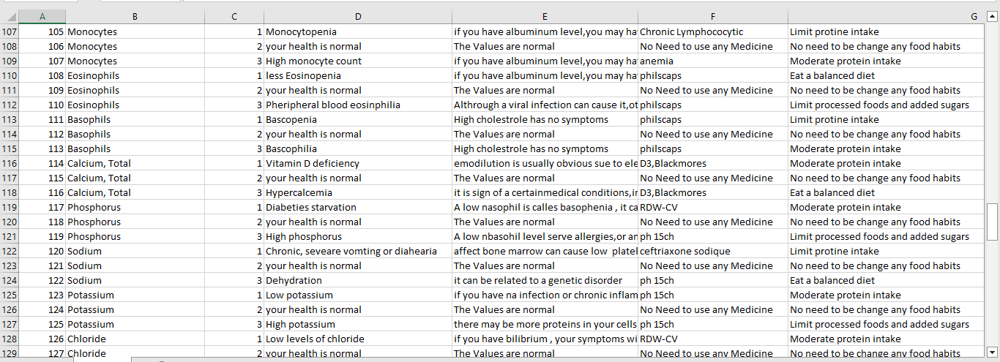 A B C D E F G
107 105 Monocytes 1 Monocytopenia if you have albuminum level,you may ha Chronic Lymphococytic Limit protine intake
108 106 Monocytes 2 your health is normal The Values are normal No Need to use any Medicine No need to be change any food habits
109 107 Monocytes 3 High monocyte count if you have albuminum level,you may ha anemia Moderate protein intake
110 108 Eosinophils 1 less Eosinopenia if you have albuminum level,you may ha philscaps Eat a balanced diet
111 109 Eosinophils 2 your health is normal The Values are normal No Need to use any Medicine No need to be change any food habits
112 110 Eosinophils 3 Pheripheral blood eosinphilia Althrough a viral infection can cause it,ot philscaps Limit processed foods and added sugars
113 111 Basophils 1 Bascopenia High cholestrole has no symptoms philscaps Limit protine intake
114 112 Basophils 2 your health is normal The Values are normal No Need to use any Medicine No need to be change any food habits
115 113 Basophils 3 Bascophilia High cholestrole has no symptoms philscaps Moderate protein intake
116 114 Calcium, Total 1 Vitamin D deficiency emodilution is usually obvious sue to ele D3,Blackmores Moderate protein intake
117 115 Calcium, Total 2 your health is normal The Values are normal No Need to use any Medicine No need to be change any food habits
118 116 Calcium, Total 3 Hypercalcemia it is sign of a certainmedical conditions,in D3,Blackmores Eat a balanced diet
119 117 Phosphorus 1 Diabeties starvation A low nasophil is calles basophenia , it ca RDW-CV Moderate protein intake
120 118 Phosphorus 2 your health is normal The Values are normal No Need to use any Medicine No need to be change any food habits
121 119 Phosphorus 3 High phosphorus A low nbasohil level serve allergies,or an ph 15ch Limit processed foods and added sugars
122 120 Sodium 1 Chronic, seveare vomting or diahearia affect bone marrow can cause low platel ceftriaxone sodique Limit protine intake
123 121 Sodium 2 your health is normal The Values are normal No Need to use any Medicine No need to be change any food habits
124 122 Sodium 3 Dehydration it can be related to a genetic disorder ph 15ch Eat a balanced diet
125 123 Potassium 1 Low potassium if you have na infection or chronic inflam ph 15ch Moderate protein intake
126 124 Potassium 2 your health is normal The Values are normal No Need to use any Medicine No need to be change any food habits
127 125 Potassium 3 High potassium there may be more proteins in your cells ph 15ch Limit processed foods and added sugars
128 126 Chloride 1 Low levels of chloride if you have bilibrium , your symptoms wi RDW-CV Moderate protein intake
129 127 Chloride 2 your health is normal The Values are normal No Need to use any Medicine No need to be change any food habits